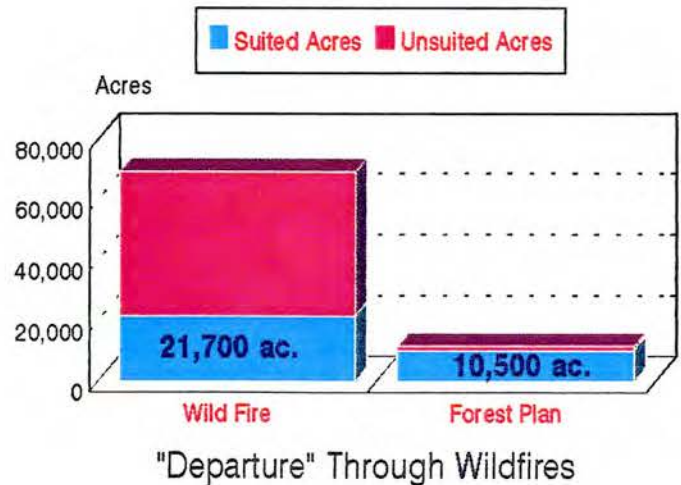 Suited Acres Unsuited Acres
Acres
80,000
60,000
40,000
20,000
0
21,700 ac.
10,500 ac.
Wild Fire Forest Plan
"Departure" Through Wildfires